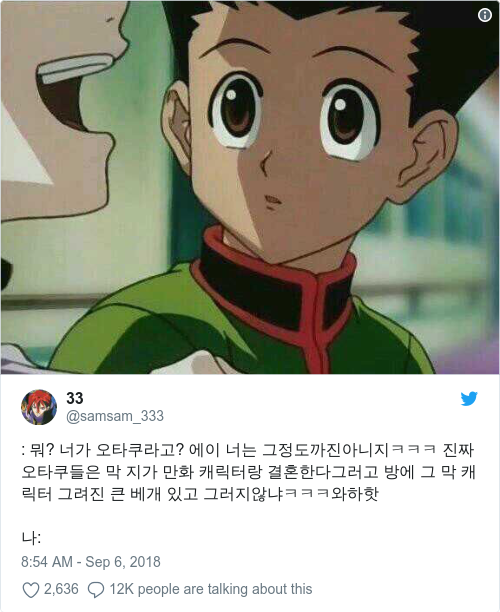 33
@samsam_333
: 뭐? 너가 오타쿠라고? 에이 너는 그정도까진아니지ㅋㅋㅋ 진짜
오타쿠들은 막 지가 만화 캐릭터랑 결혼한다그러고 방에 그 막 캐
릭터 그려진 큰 베개 있고 그러지않냐ㅋㅋㅋ와하핫
나:
8:54 AM - Sep 6, 2018
2,636 12K people are talking about this